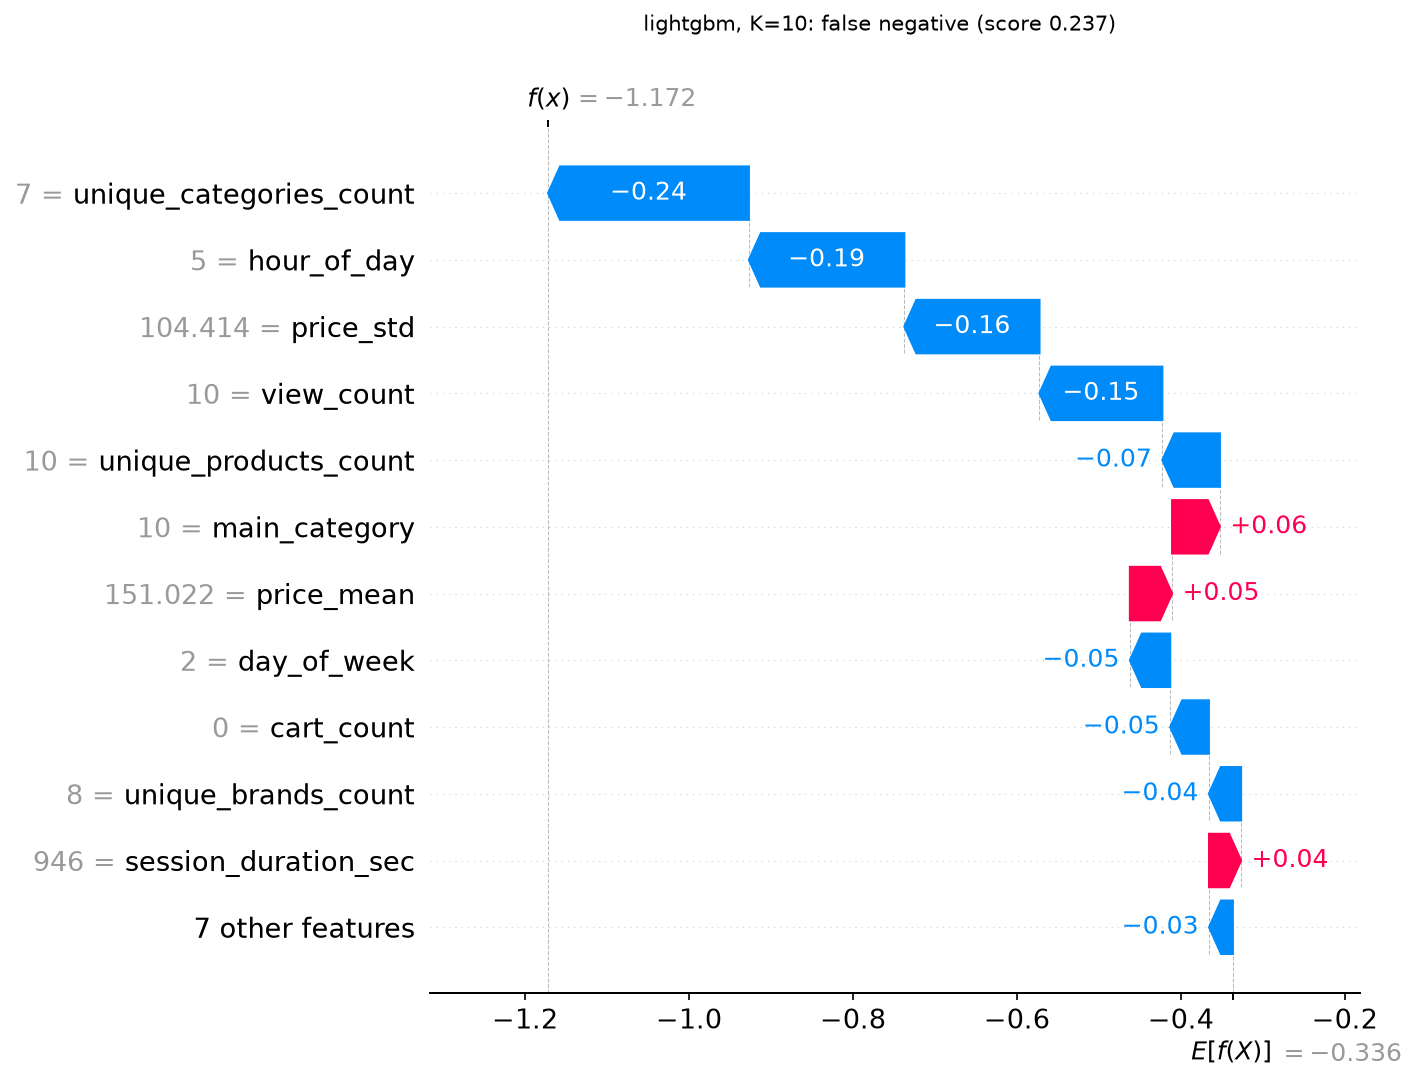 lightgbm, K=10: false negative (score 0.237)
f(x) = −1.172
7 = unique_categories_count −0.24
5 = hour_of_day −0.19
104.414 = price_std −0.16
10 = view_count −0.15
10 = unique_products_count −0.07
10 = main_category +0.06
151.022 = price_mean +0.05
2 = day_of_week −0.05
0 = cart_count −0.05
8 = unique_brands_count −0.04
946 = session_duration_sec +0.04
7 other features −0.03
−1.2 −1.0 −0.8 −0.6 −0.4 −0.2
E[f(X)] = −0.336